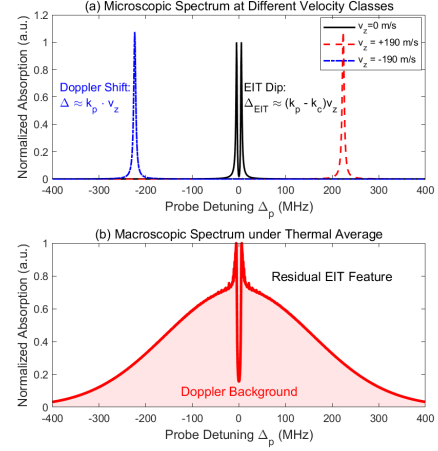 (a) Microscopic Spectrum at Different Velocity Classes
Normalized Absorption (a.u.)
1.2
1
0.8
0.6
0.4
0.2
0
v_z=0 m/s
v_z = +190 m/s
v_z = -190 m/s
Doppler Shift:
Δ ≈ k_p · v_z
EIT Dip:
Δ_EIT ≈ (k_p - k_c)v_z
-400 -300 -200 -100 0 100 200 300 400
Probe Detuning Δ_p (MHz)
(b) Macroscopic Spectrum under Thermal Average
Normalized Absorption (a.u.)
1
0.8
0.6
0.4
0.2
0
Residual EIT Feature
Doppler Background
-400 -300 -200 -100 0 100 200 300 400
Probe Detuning Δ_p (MHz)